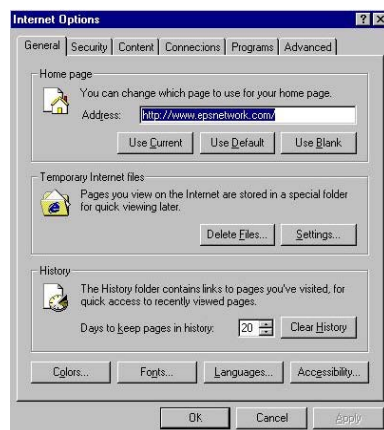 Internet Options
General Security Content Connections Programs Advanced
Home page
You can change which page to use for your home page.
Address: http://www.epsnetwork.com/
Use Current Use Default Use Blank
Temporary Internet files
Pages you view on the Internet are stored in a special folder
for quick viewing later.
Delete Files... Settings...
History
The History folder contains links to pages you've visited, for
quick access to recently viewed pages.
Days to keep pages in history: 20 Clear History
Colors... Fonts... Languages... Accessibility...
OK Cancel Apply